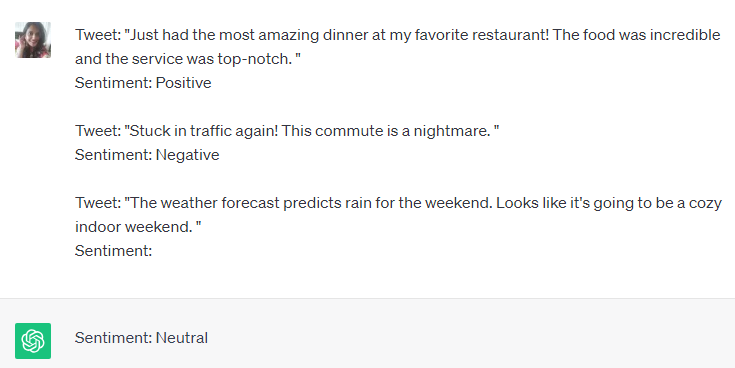 Tweet: "Just had the most amazing dinner at my favorite restaurant! The food was incredible
and the service was top-notch. "
Sentiment: Positive
Tweet: "Stuck in traffic again! This commute is a nightmare. "
Sentiment: Negative
Tweet: "The weather forecast predicts rain for the weekend. Looks like it's going to be a cozy
indoor weekend. "
Sentiment:
Sentiment: Neutral